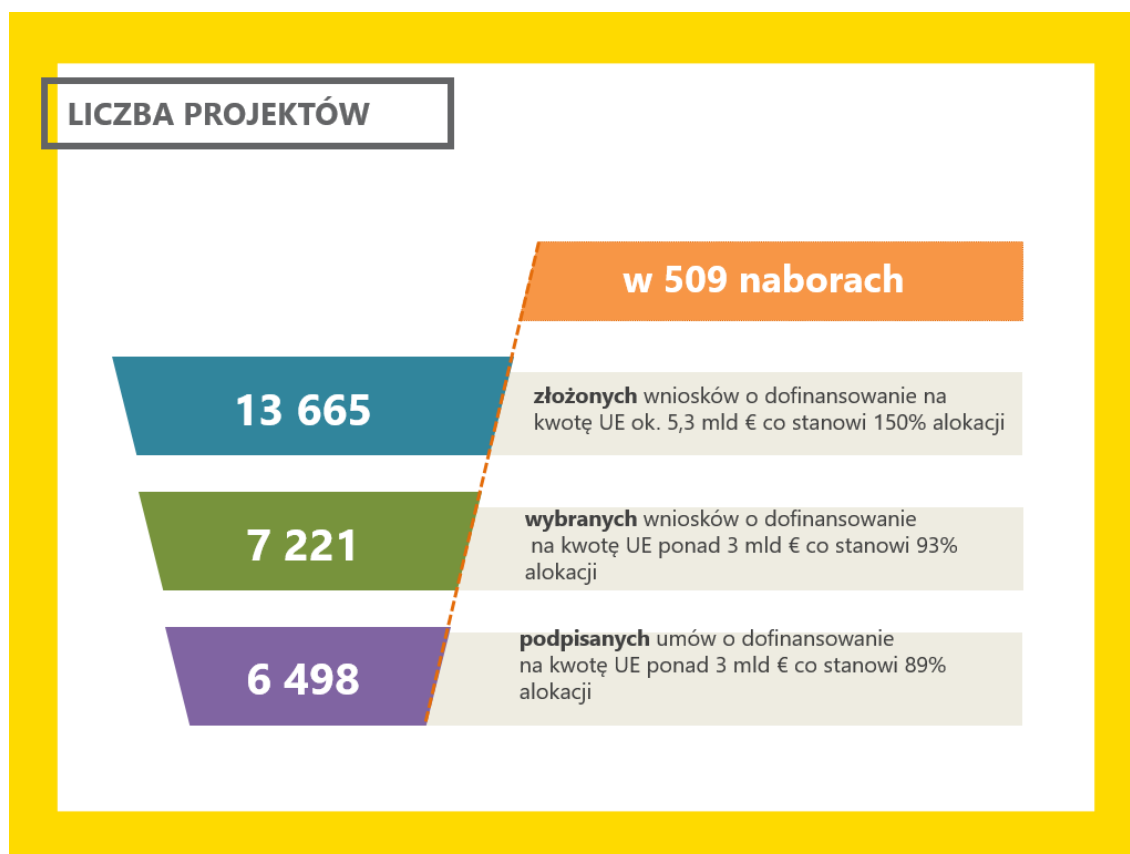 LICZBA PROJEKTÓW
w 509 naborach
13 665
złożonych wniosków o dofinansowanie na
kwotę UE ok. 5,3 mld € co stanowi 150% alokacji
7 221
wybranych wniosków o dofinansowanie
na kwotę UE ponad 3 mld € co stanowi 93%
alokacji
6 498
podpisanych umów o dofinansowanie
na kwotę UE ponad 3 mld € co stanowi 89%
alokacji